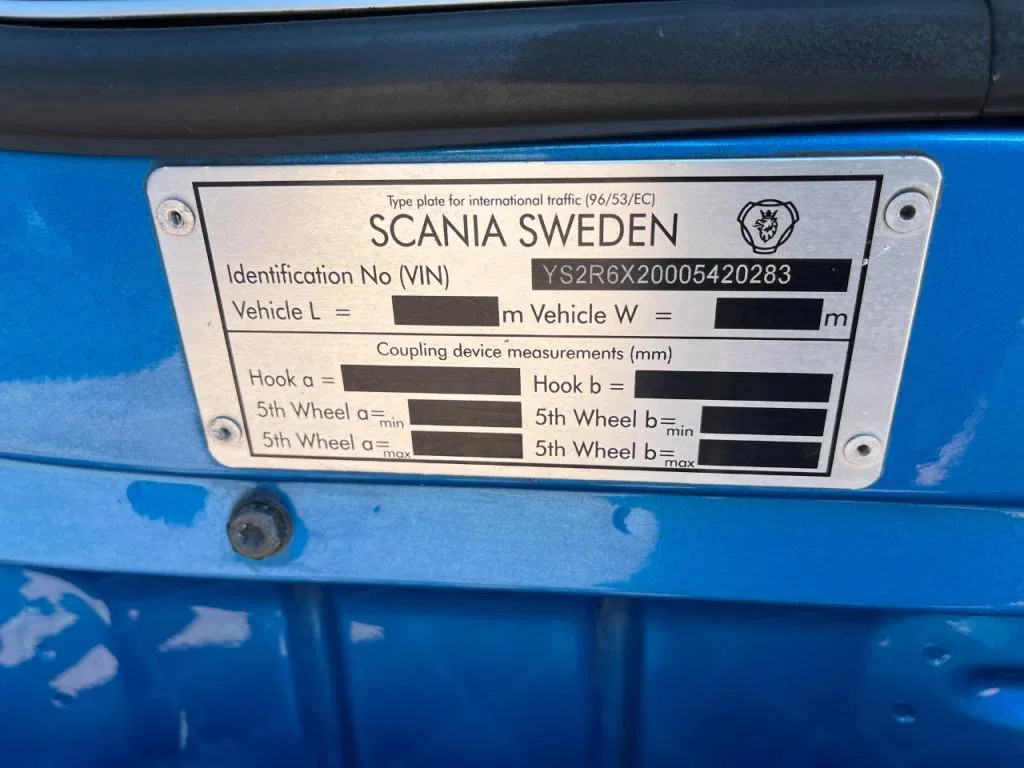 Type plate for international traffic (96/53/EC)
SCANIA SWEDEN
Identification No (VIN) YS2R6X20005420283
Vehicle L = m Vehicle W = m
Coupling device measurements (mm)
Hook a = Hook b =
5th Wheel a= min 5th Wheel b= min
5th Wheel a= max 5th Wheel b= max